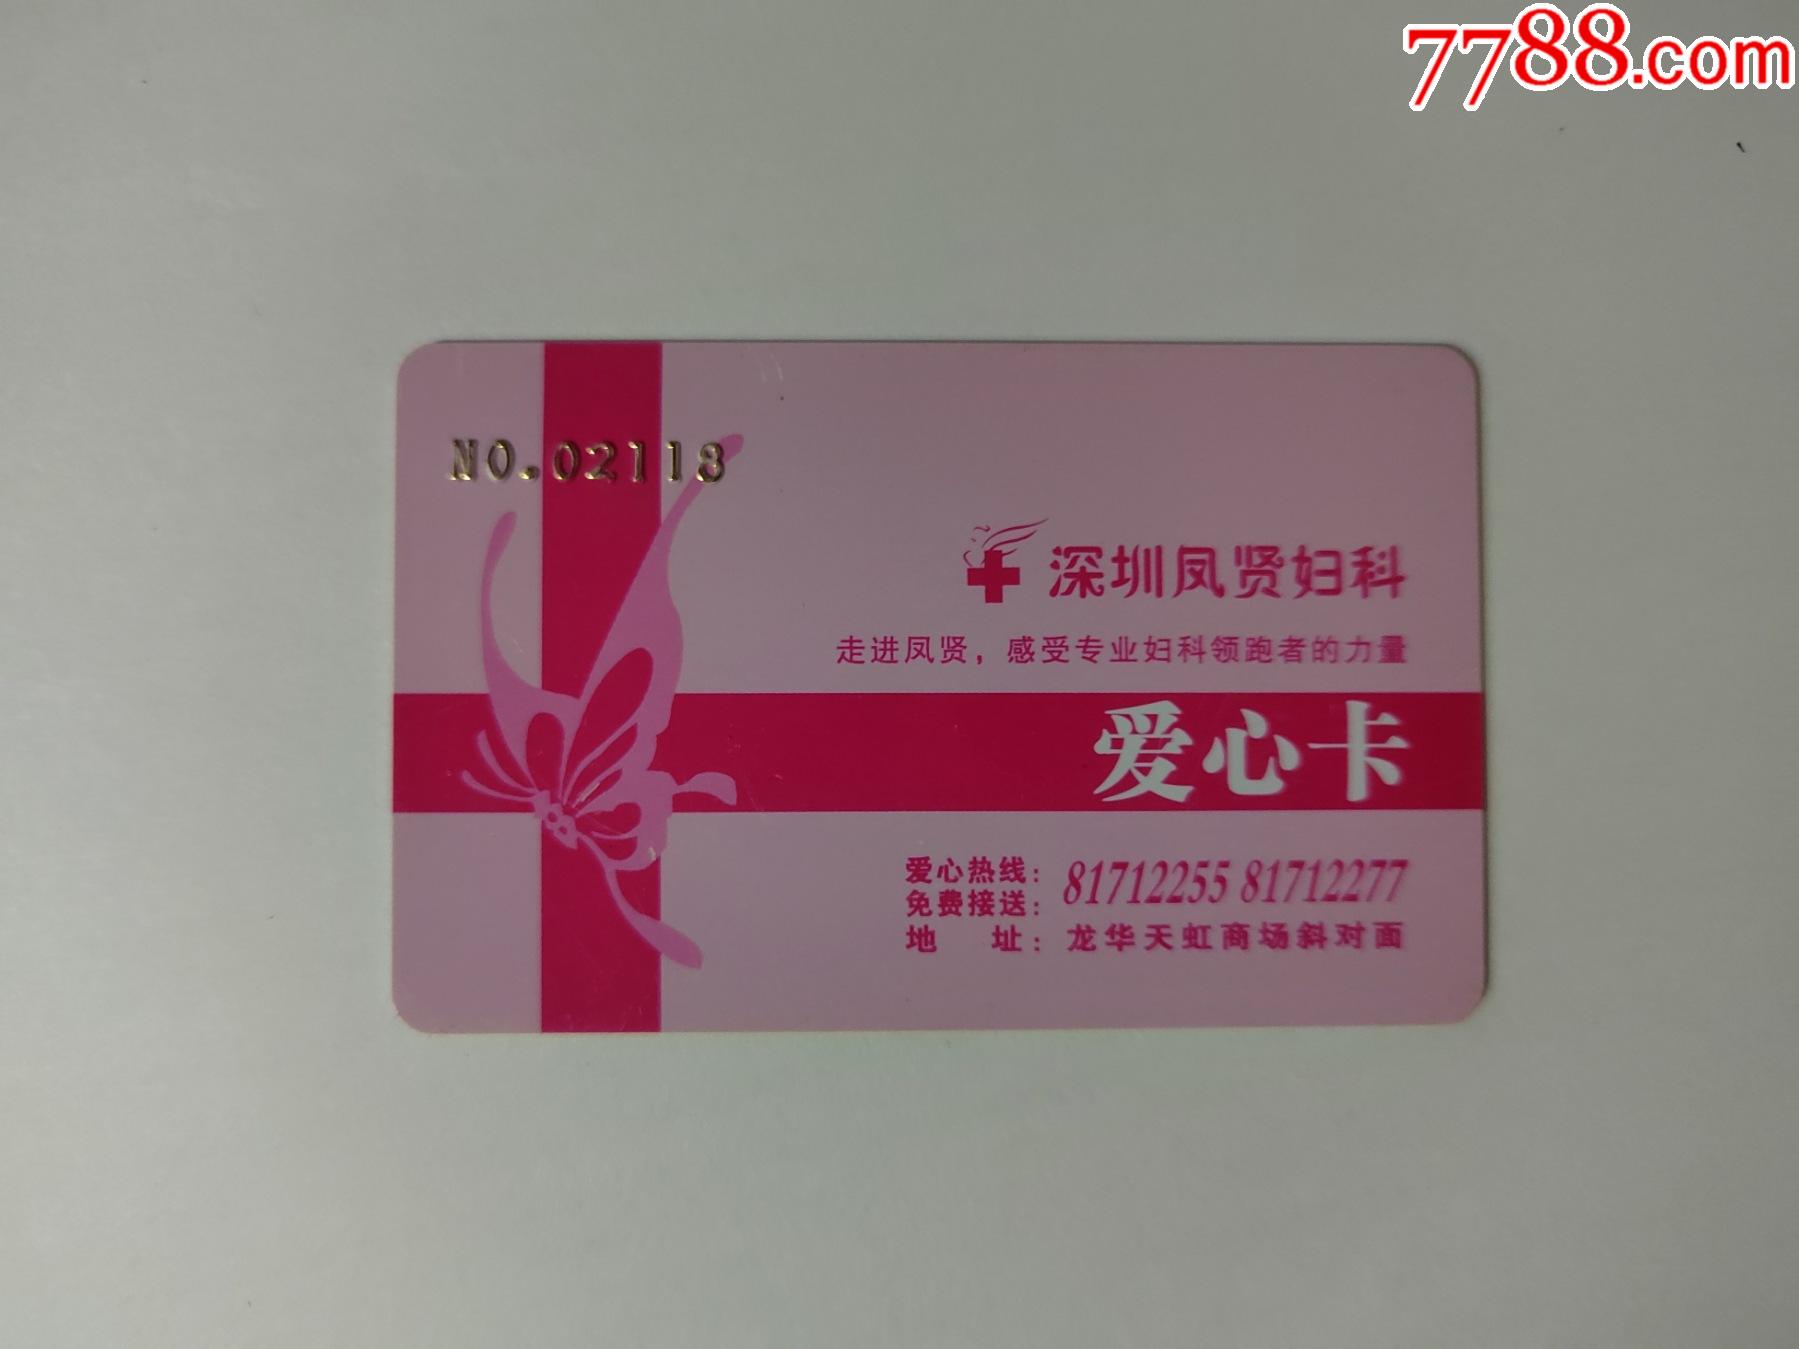 7788.com
NO.02118
深圳凤贤妇科
走进凤贤，感受专业妇科领跑者的力量
爱心卡
爱心热线：
免费接送：
81712255 81712277
地 址：龙华天虹商场斜对面